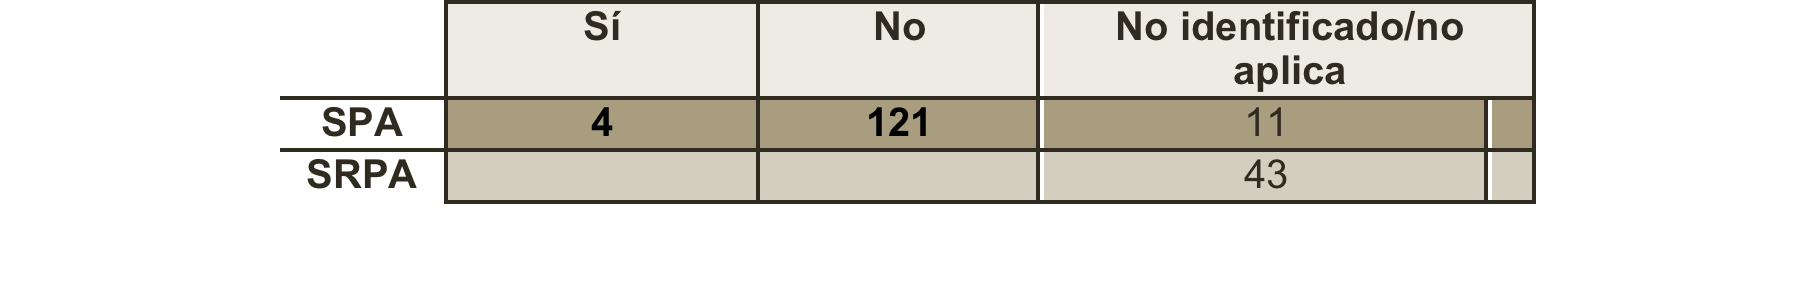 Sí No No identificado/no
aplica
SPA 4 121 11
SRPA 43